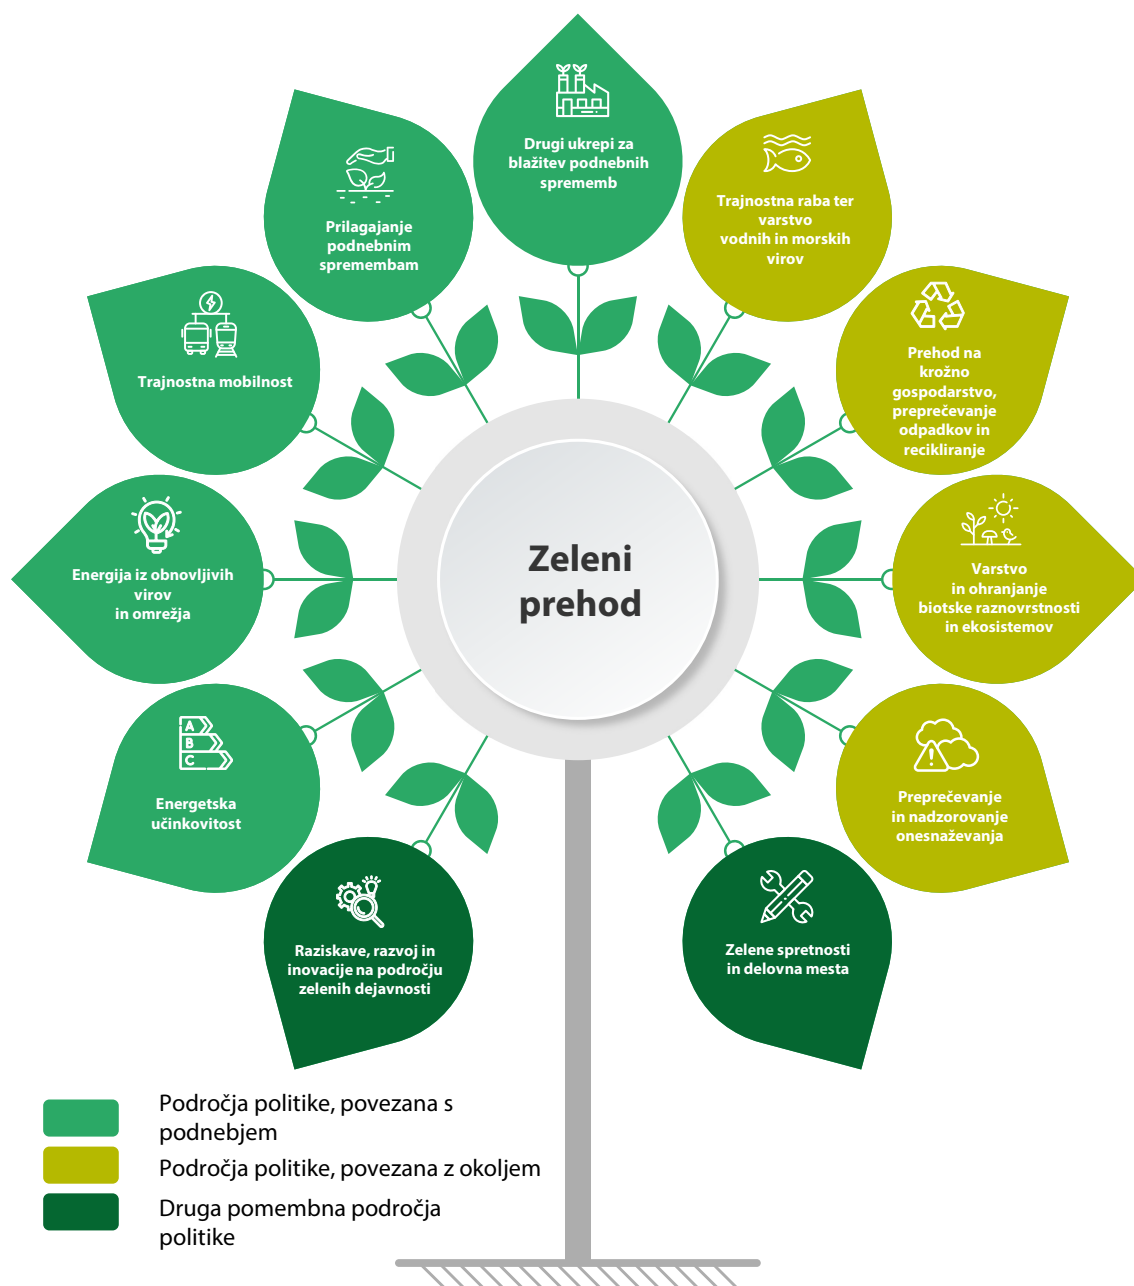 Drugi ukrepi za
blažitev podnebnih
sprememb
Trajnostna raba ter
varstvo
vodnih in morskih
virov
Prilagajanje
podnebnim
spremembam
Prehod na
krožno
gospodarstvo,
preprečevanje
odpadkov in
recikliranje
Trajnostna mobilnost
Zeleni
prehod
Energija iz obnovljivih
virov
in omrežja
Varstvo
in ohranjanje
biotske raznovrstnosti
in ekosistemov
A
B
C
Energetska
učinkovitost
Preprečevanje
in nadzorovanje
onesnaževanja
Raziskave, razvoj in
inovacije na področju
zelenih dejavnosti
Zelene spretnosti
in delovna mesta
Področja politike, povezana s
podnebjem
Področja politike, povezana z okoljem
Druga pomembna področja
politike